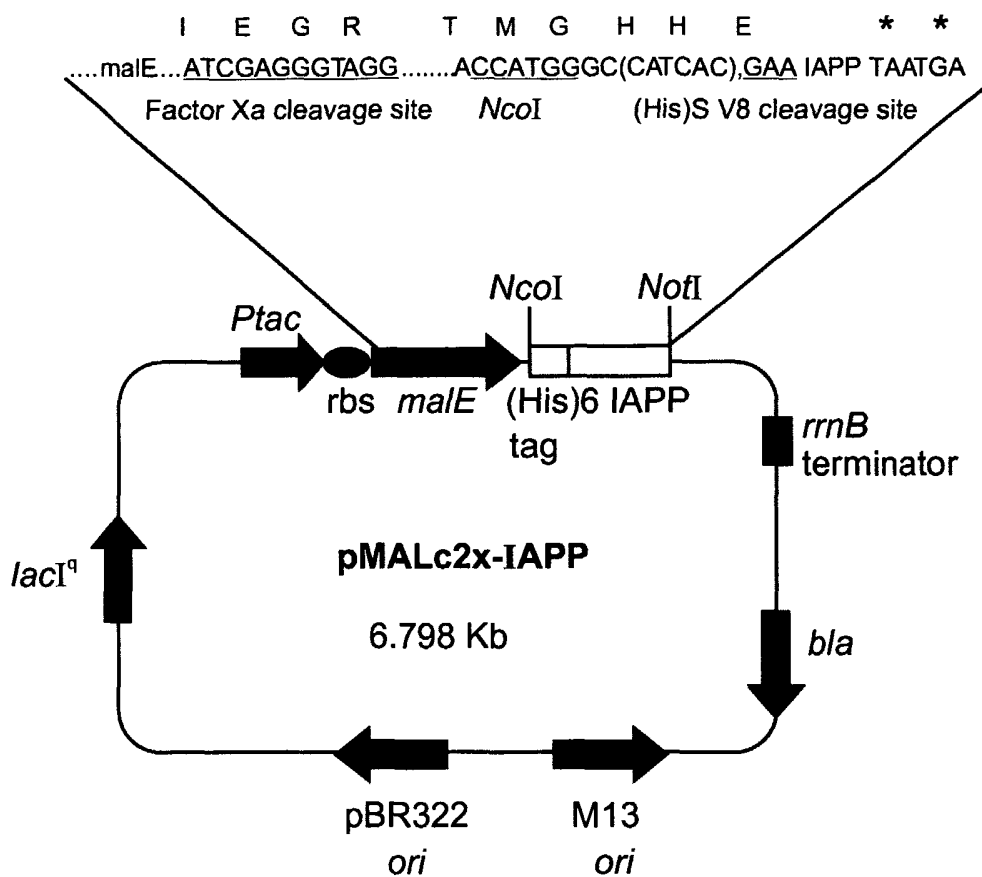 I E G R T M G H H E * *
....malE...ATCGAGGGTAGG........ACCATGGGC(CATCAC),GAA IAPP TAATGA
Factor Xa cleavage site NcoI (His)S V8 cleavage site
NcoI NotI
Ptac
rbs malE (His)6 IAPP
tag
rrnB
terminator
lacIq
pMALc2x-IAPP
6.798 Kb
bla
pBR322
ori
M13
ori